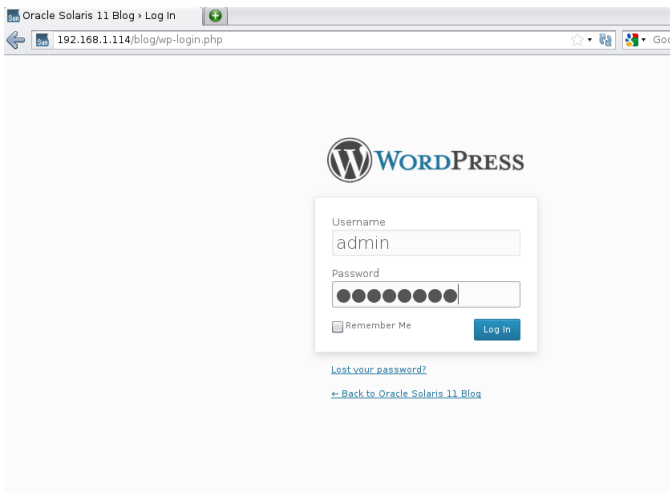 Oracle Solaris 11 Blog › Log In
192.168.1.114/blog/wp-login.php
WORDPRESS
Username
admin
Password
Remember Me
Log In
Lost your password?
← Back to Oracle Solaris 11 Blog